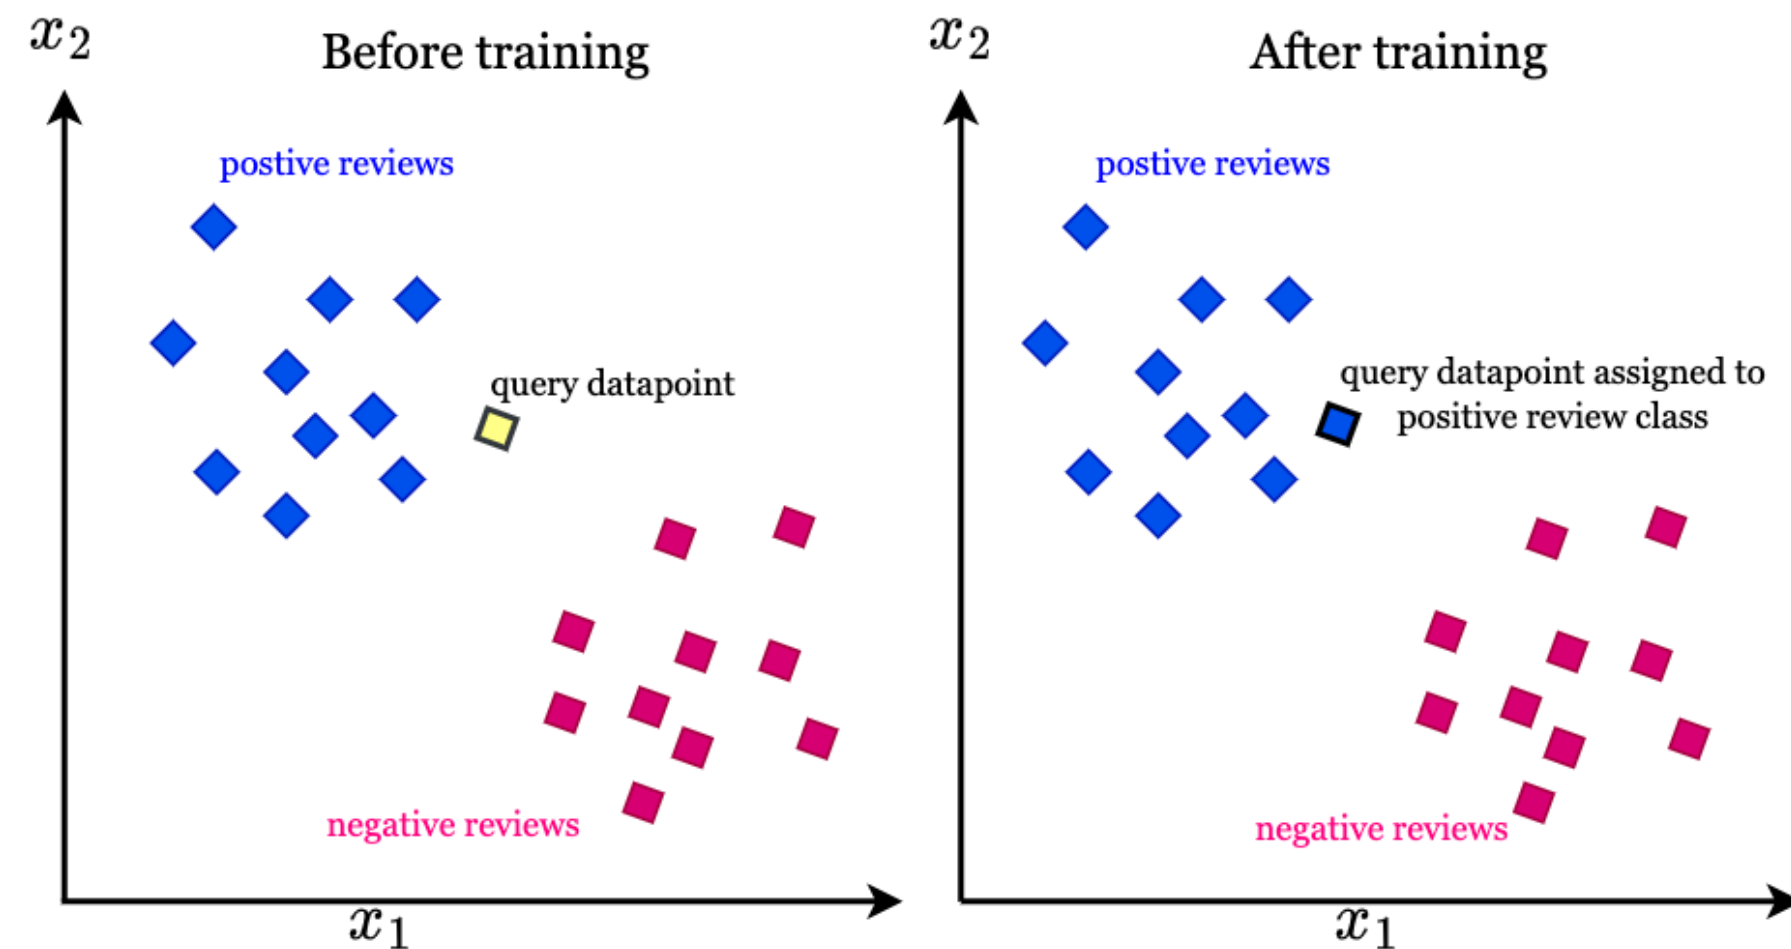 x2
Before training
postive reviews
query datapoint
negative reviews
x1
x2
After training
postive reviews
query datapoint assigned to
positive review class
negative reviews
x1